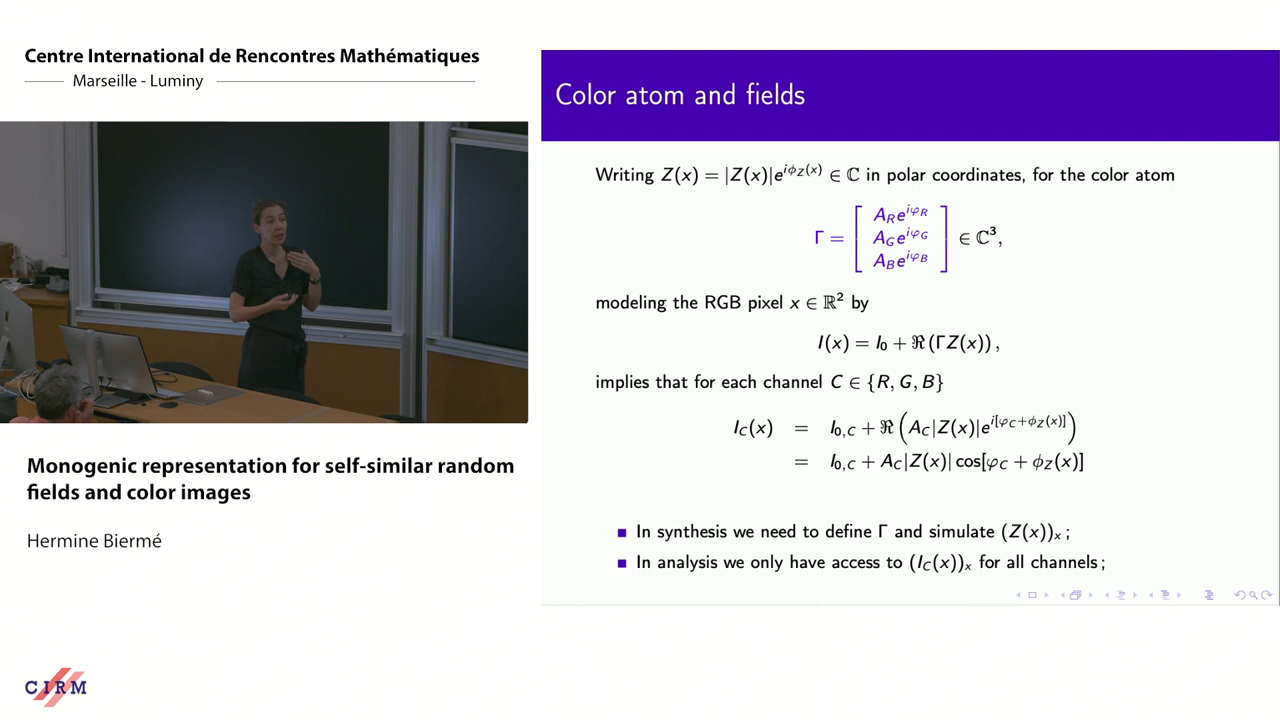 Centre International de Rencontres Mathématiques
Marseille - Luminy
Monogenic representation for self-similar random
fields and color images
Hermine Biermé
CIRM
Color atom and fields
Writing Z(x) = |Z(x)|e^{iϕ_Z(x)} ∈ ℂ in polar coordinates, for the color atom
Γ = [ A_R e^{iφ_R}
A_G e^{iφ_G}
A_B e^{iφ_B} ] ∈ ℂ³,
modeling the RGB pixel x ∈ ℝ² by
I(x) = I₀ + ℜ (ΓZ(x)) ,
implies that for each channel C ∈ {R, G, B}
I_C(x) = I_{0,C} + ℜ (A_C|Z(x)|e^{i[φ_C+ϕ_Z(x)]})
= I_{0,C} + A_C|Z(x)| cos[φ_C + ϕ_Z(x)]
■ In synthesis we need to define Γ and simulate (Z(x))_x ;
■ In analysis we only have access to (I_C(x))_x for all channels ;